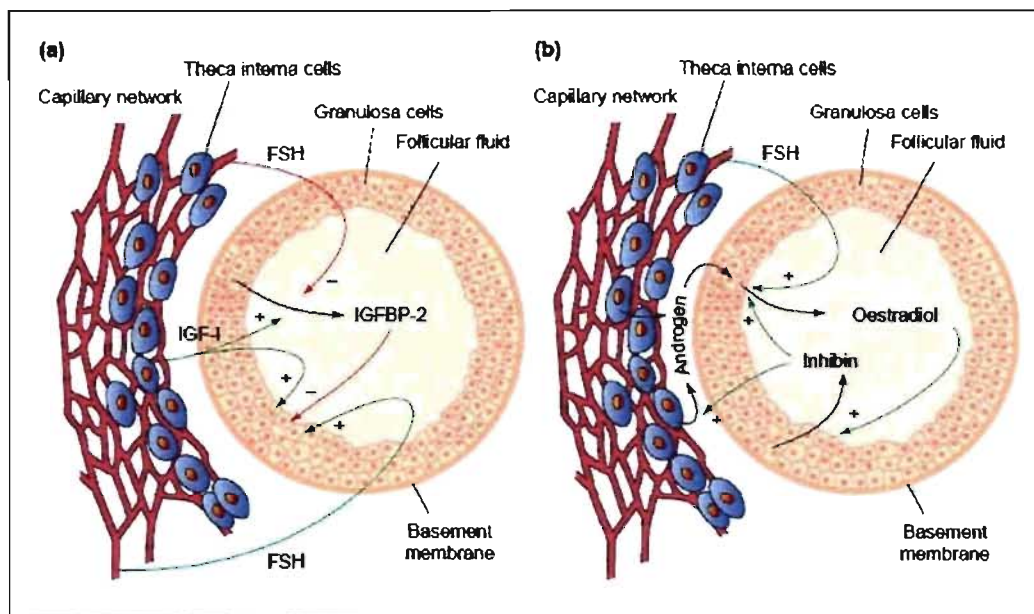 (a)
Theca interna cells
Capillary network
Granulosa cells
FSH
Follicular fluid
−
IGFBP-2
+
IGF-I
+
−
+
Basement
membrane
FSH
(b)
Theca interna cells
Capillary network
Granulosa cells
FSH
Follicular fluid
+
Oestradiol
Androgen
+
Inhibin
+
+
Basement
membrane